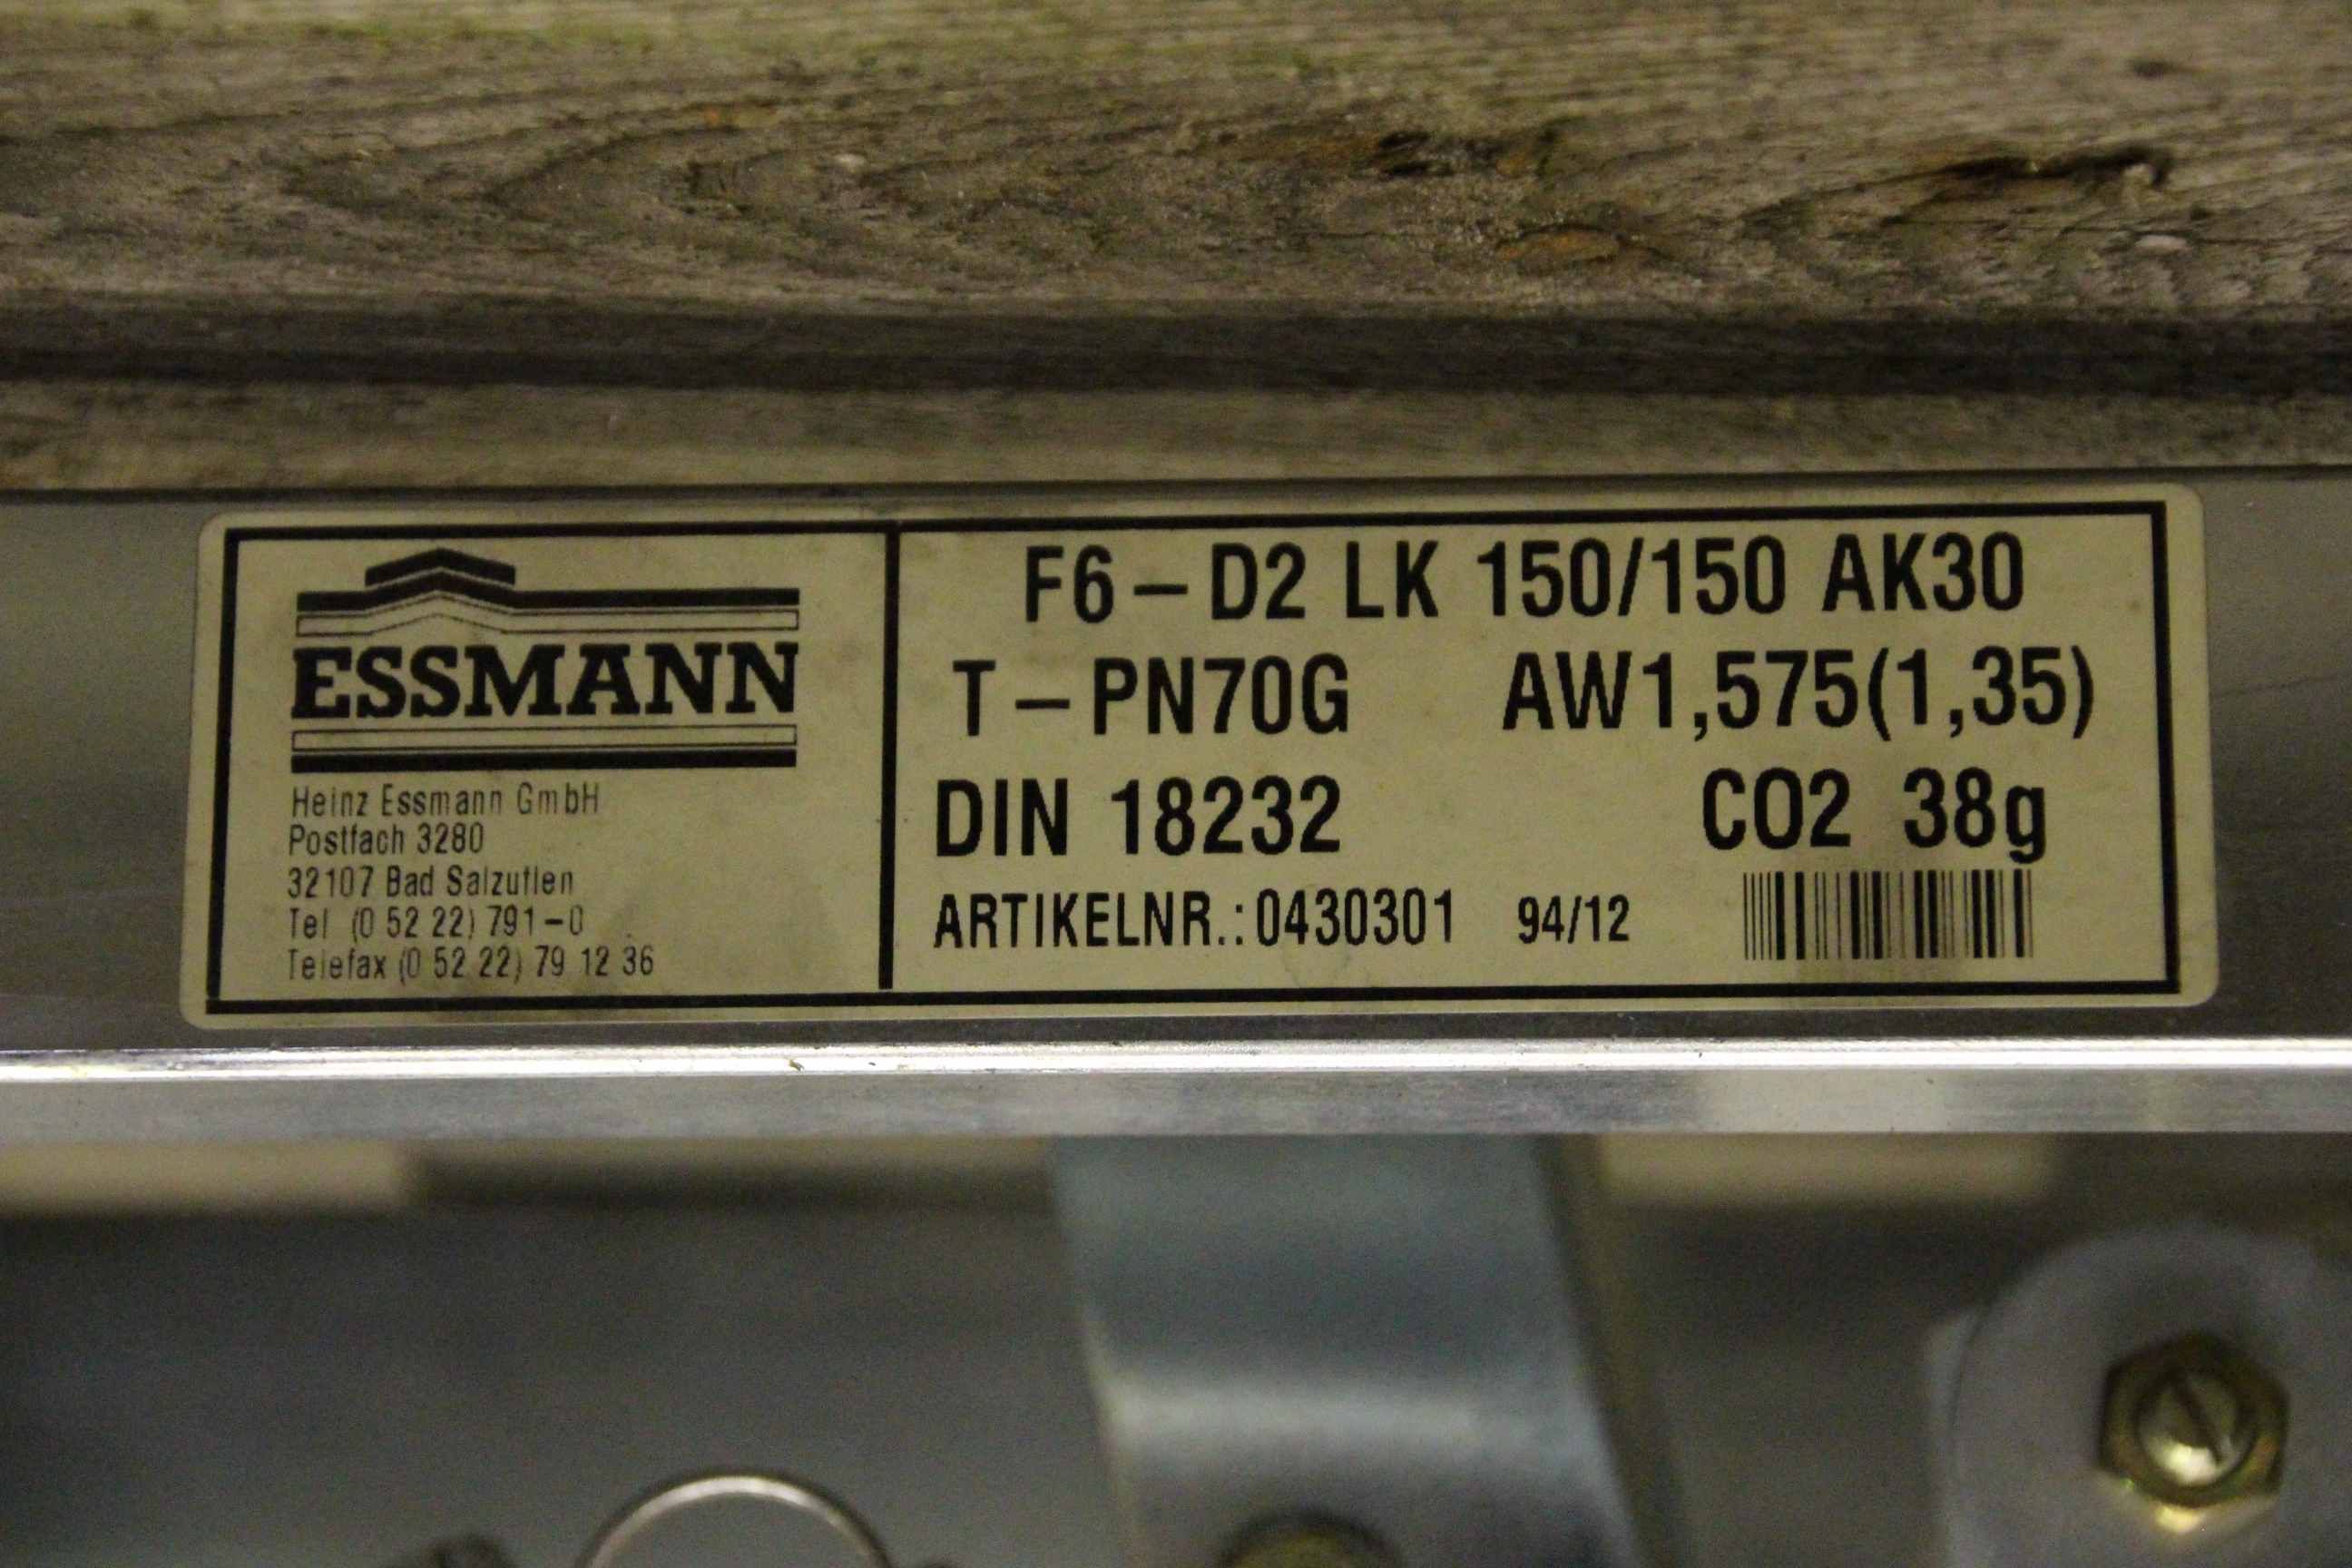 ESSMANN
Heinz Essmann GmbH
Postfach 3280
32107 Bad Salzuflen
Tel (0 52 22) 791-0
Telefax (0 52 22) 79 12 36
F6-D2 LK 150/150 AK30
T-PN70G AW1,575(1,35)
DIN 18232 CO2 38g
ARTIKELNR.:0430301 94/12